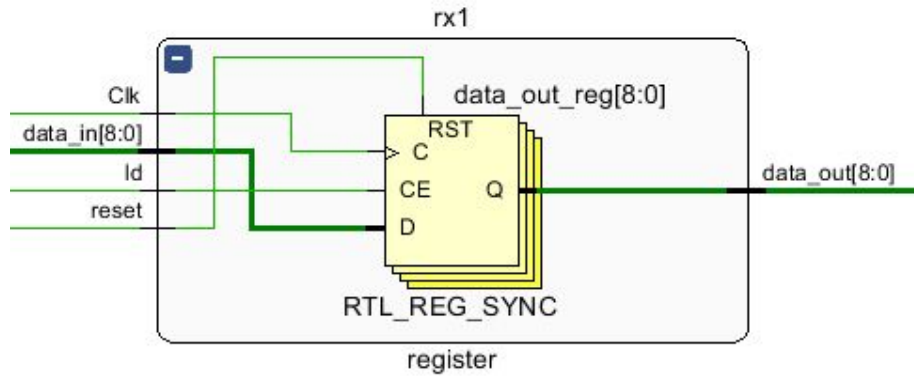 rx1
Clk
data_in[8:0]
ld
reset
data_out_reg[8:0]
RST
C
CE
Q
D
RTL_REG_SYNC
data_out[8:0]
register